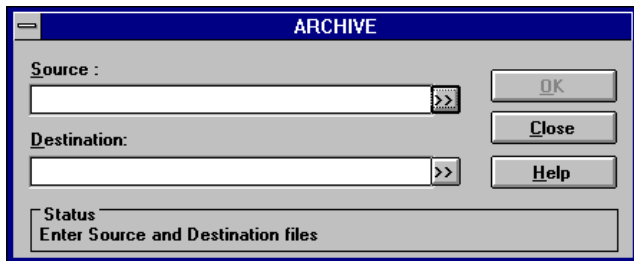 ARCHIVE
Source :
>>
OK
Close
Destination:
>>
Help
Status
Enter Source and Destination files